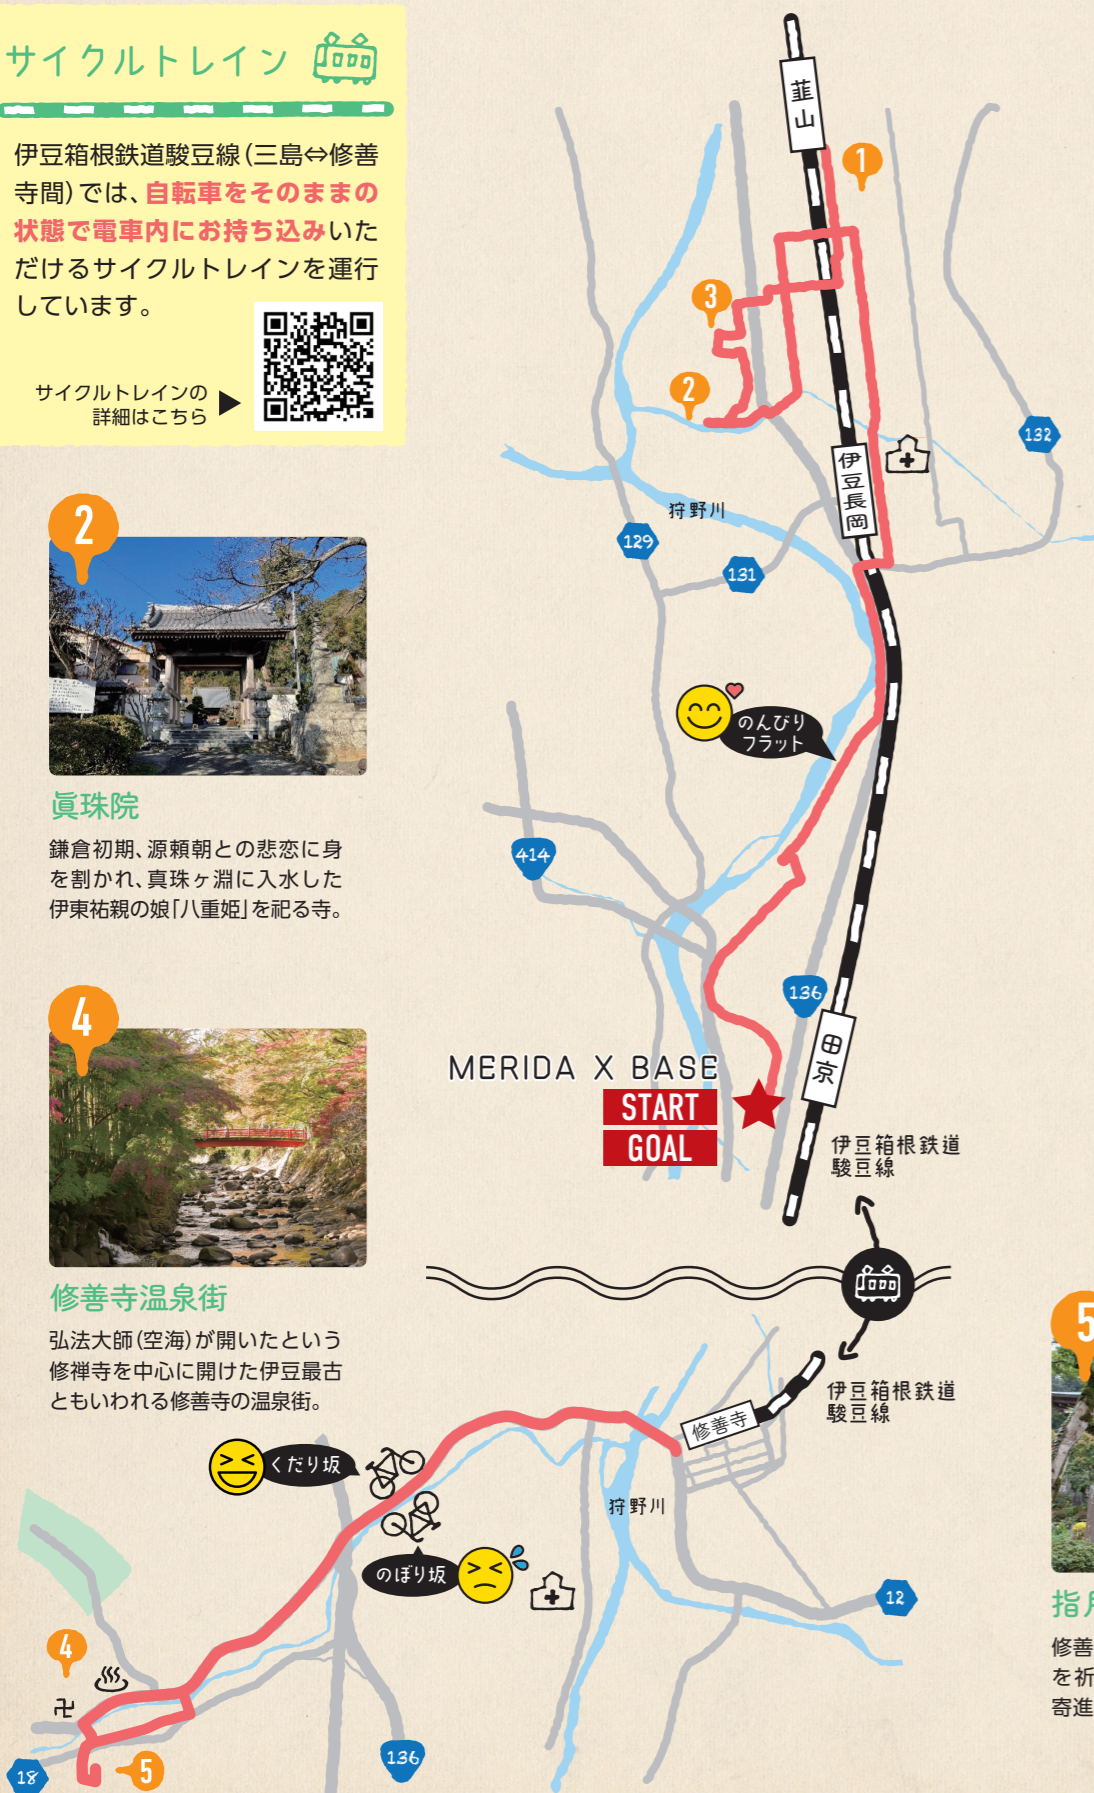 サイクルトレイン
伊豆箱根鉄道駿豆線(三島⇔修善
寺間)では、自転車をそのままの
状態で電車内にお持ち込みいた
だけるサイクルトレインを運行
しています。
サイクルトレインの
詳細はこちら ▶
2
眞珠院
鎌倉初期、源頼朝との悲恋に身
を割かれ、真珠ヶ淵に入水した
伊東祐親の娘「八重姫」を祀る寺。
4
修善寺温泉街
弘法大師(空海)が開いたという
修禅寺を中心に開けた伊豆最古
ともいわれる修善寺の温泉街。
韮山
1
3
2
132
伊豆長岡
狩野川
129
131
のんびり
フラット
414
136
田京
MERIDA X BASE
START
GOAL
伊豆箱根鉄道
駿豆線
伊豆箱根鉄道
駿豆線
修善寺
くだり坂
狩野川
のぼり坂
12
4
卍
5
18
136
5
指月
修善
を祈
寄進